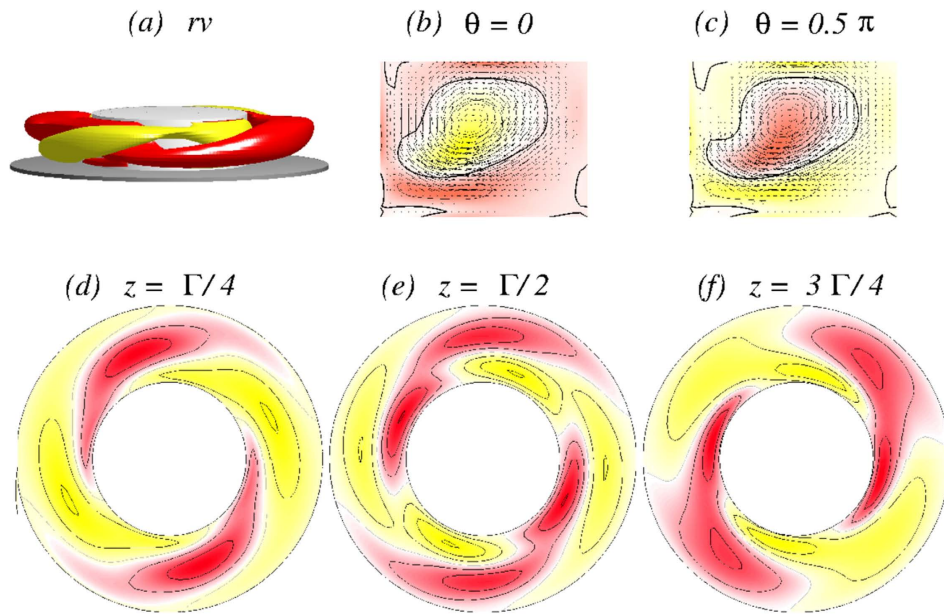 (a) rv
(b) θ = 0
(c) θ = 0.5 π
(d) z = Γ/4
(e) z = Γ/2
(f) z = 3 Γ/4